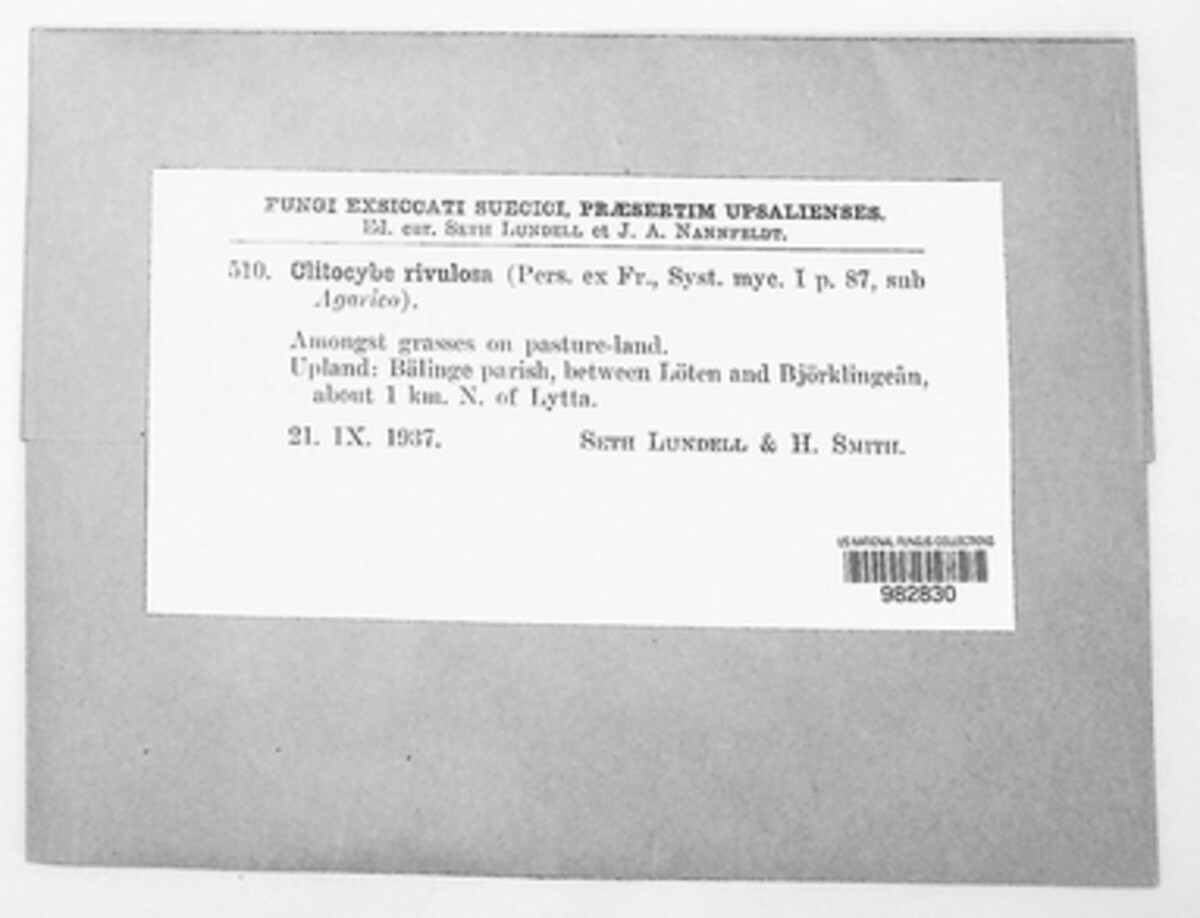 FUNGI EXSICCATI SUECICI, PRÆSERTIM UPSALIENSES.
Ed. cur. SETH LUNDELL et J. A. NANNFELDT.
510. Clitocybe rivulosa (Pers. ex Fr., Syst. myc. I p. 87, sub
Agarico).
Amongst grasses on pasture-land.
Upland: Bälinge parish, between Löten and Björklingeån,
about 1 km. N. of Lytta.
21. IX. 1937. SETH LUNDELL & H. SMITH.
US NATIONAL FUNGUS COLLECTIONS
982830